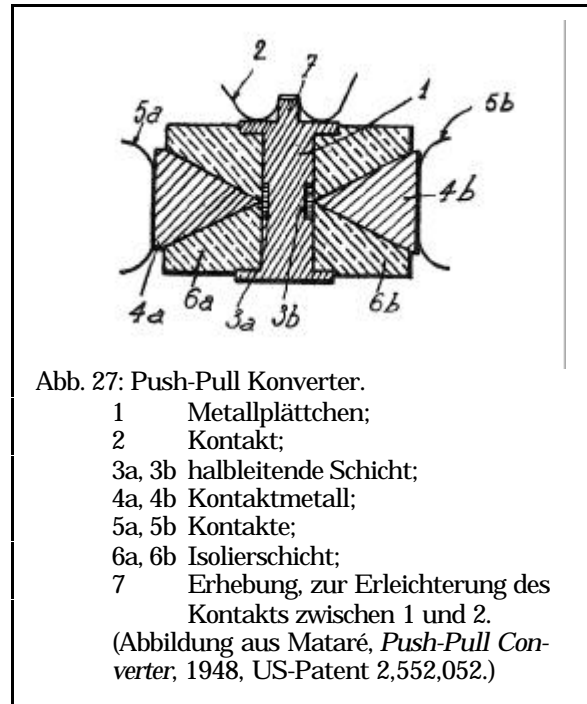 2 7 1
5a 5b
4b
4a 6a 3a 3b 6b
Abb. 27: Push-Pull Konverter.
1 Metallplättchen;
2 Kontakt;
3a, 3b halbleitende Schicht;
4a, 4b Kontaktmetall;
5a, 5b Kontakte;
6a, 6b Isolierschicht;
7 Erhebung, zur Erleichterung des
Kontakts zwischen 1 und 2.
(Abbildung aus Mataré, Push-Pull Con-
verter, 1948, US-Patent 2,552,052.)